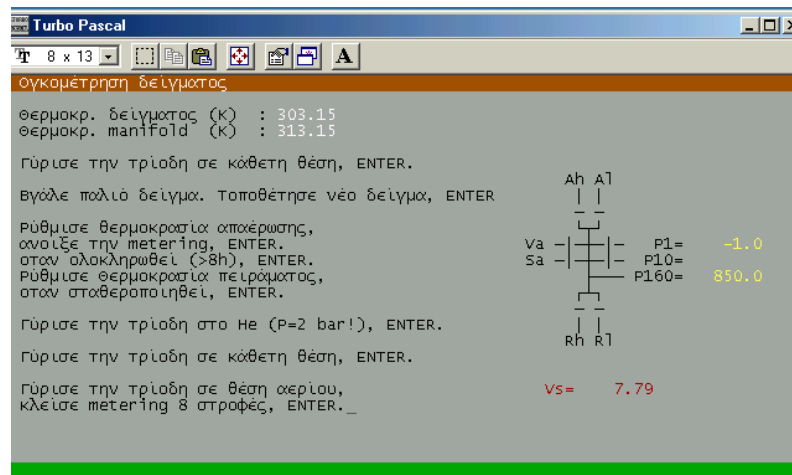 Turbo Pascal
8 x 13
A
Ογκομέτρηση δείγματος
Θερμοκρ. δείγματος (K) : 303.15
Θερμοκρ. manifold (K) : 313.15
Γύρισε την τρίοδη σε κάθετη θέση, ENTER.
Βγάλε παλιό δείγμα. Τοποθέτησε νέο δείγμα, ENTER
Ρύθμισε θερμοκρασία απαέρωσης,
ανοιξε την metering, ENTER.
οταν ολοκληρωθεί (>8h), ENTER.
Ρύθμισε θερμοκρασία πειράματος,
οταν σταθεροποιηθεί, ENTER.
Γύρισε την τρίοδη στο He (P=2 bar!), ENTER.
Γύρισε την τρίοδη σε κάθετη θέση, ENTER.
Γύρισε την τρίοδη σε θέση αερίου,
κλείσε metering 8 στροφές, ENTER._
Ah Al
Va P1= -1.0
Sa P10=
P160= 850.0
Rh Rl
Vs= 7.79